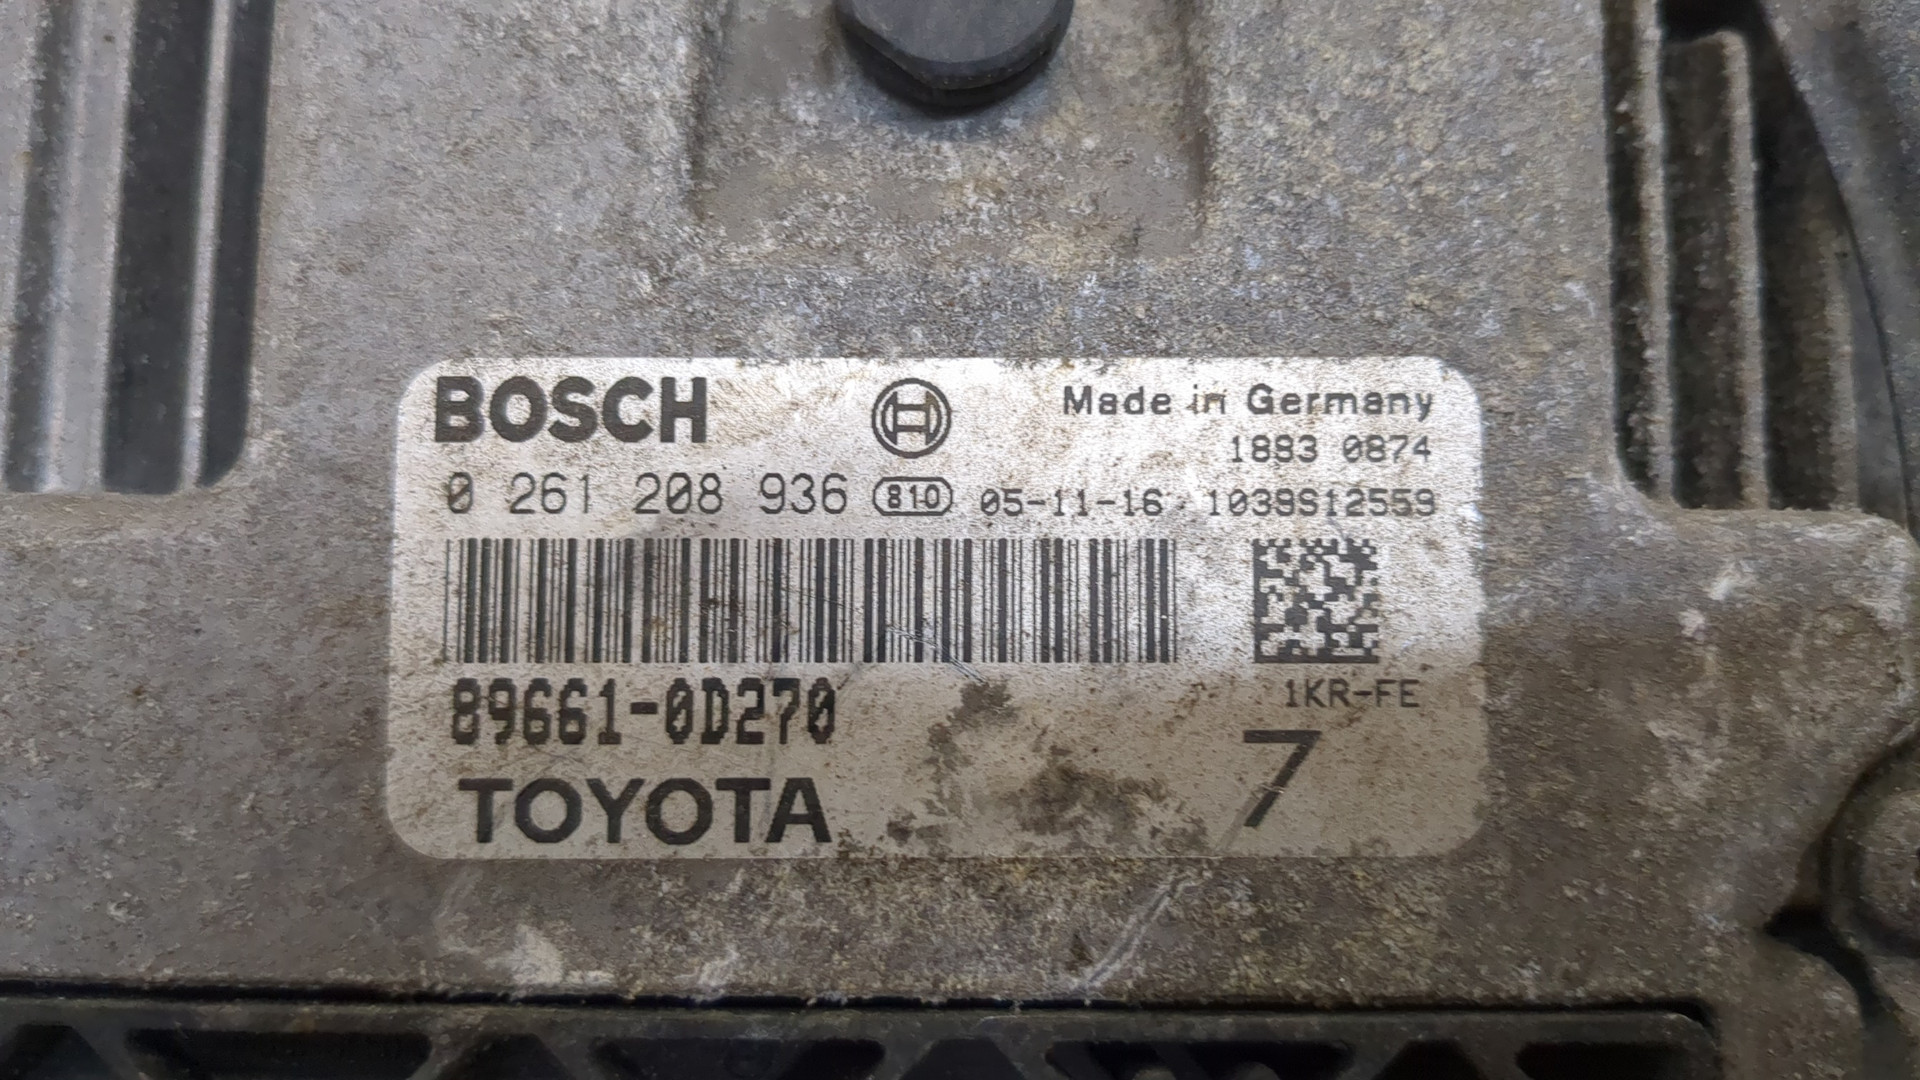 BOSCH Made in Germany
1893 0874
0 261 208 936 810 05-11-16 1039S12559
89661-0D270 1KR-FE
TOYOTA 7